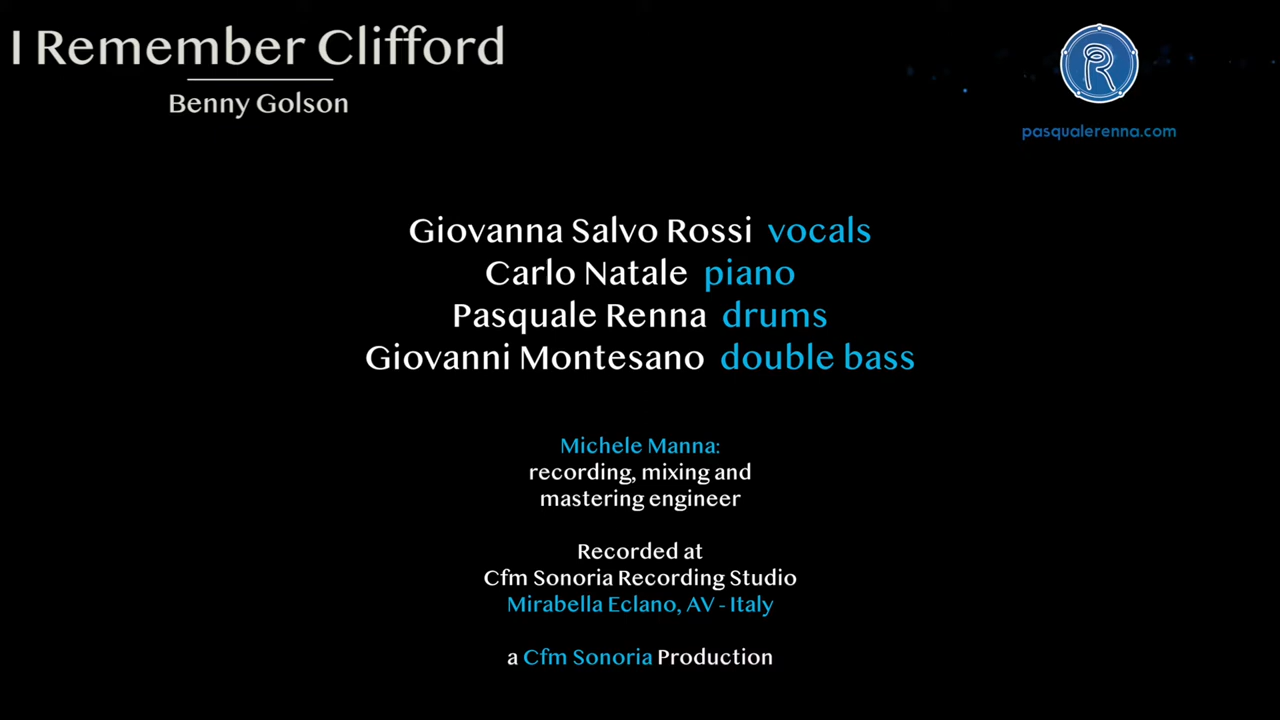 I Remember Clifford
Benny Golson
R
pasqualerenna.com
Giovanna Salvo Rossi vocals
Carlo Natale piano
Pasquale Renna drums
Giovanni Montesano double bass
Michele Manna:
recording, mixing and
mastering engineer
Recorded at
Cfm Sonoria Recording Studio
Mirabella Eclano, AV - Italy
a Cfm Sonoria Production